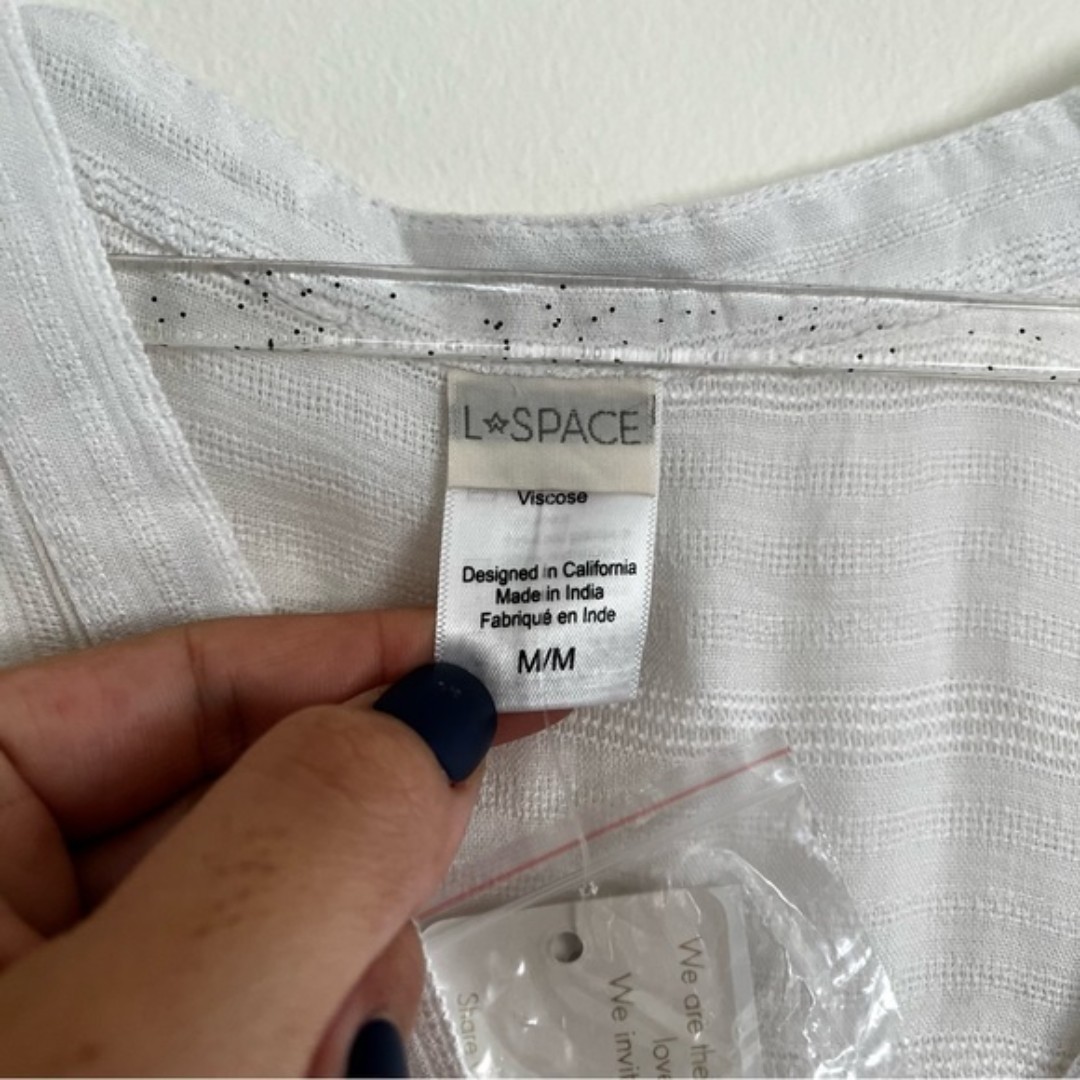 L☆SPACE
Viscose
Designed in California
Made in India
Fabriqué en Inde
M/M
We are the
love
We invit
Share